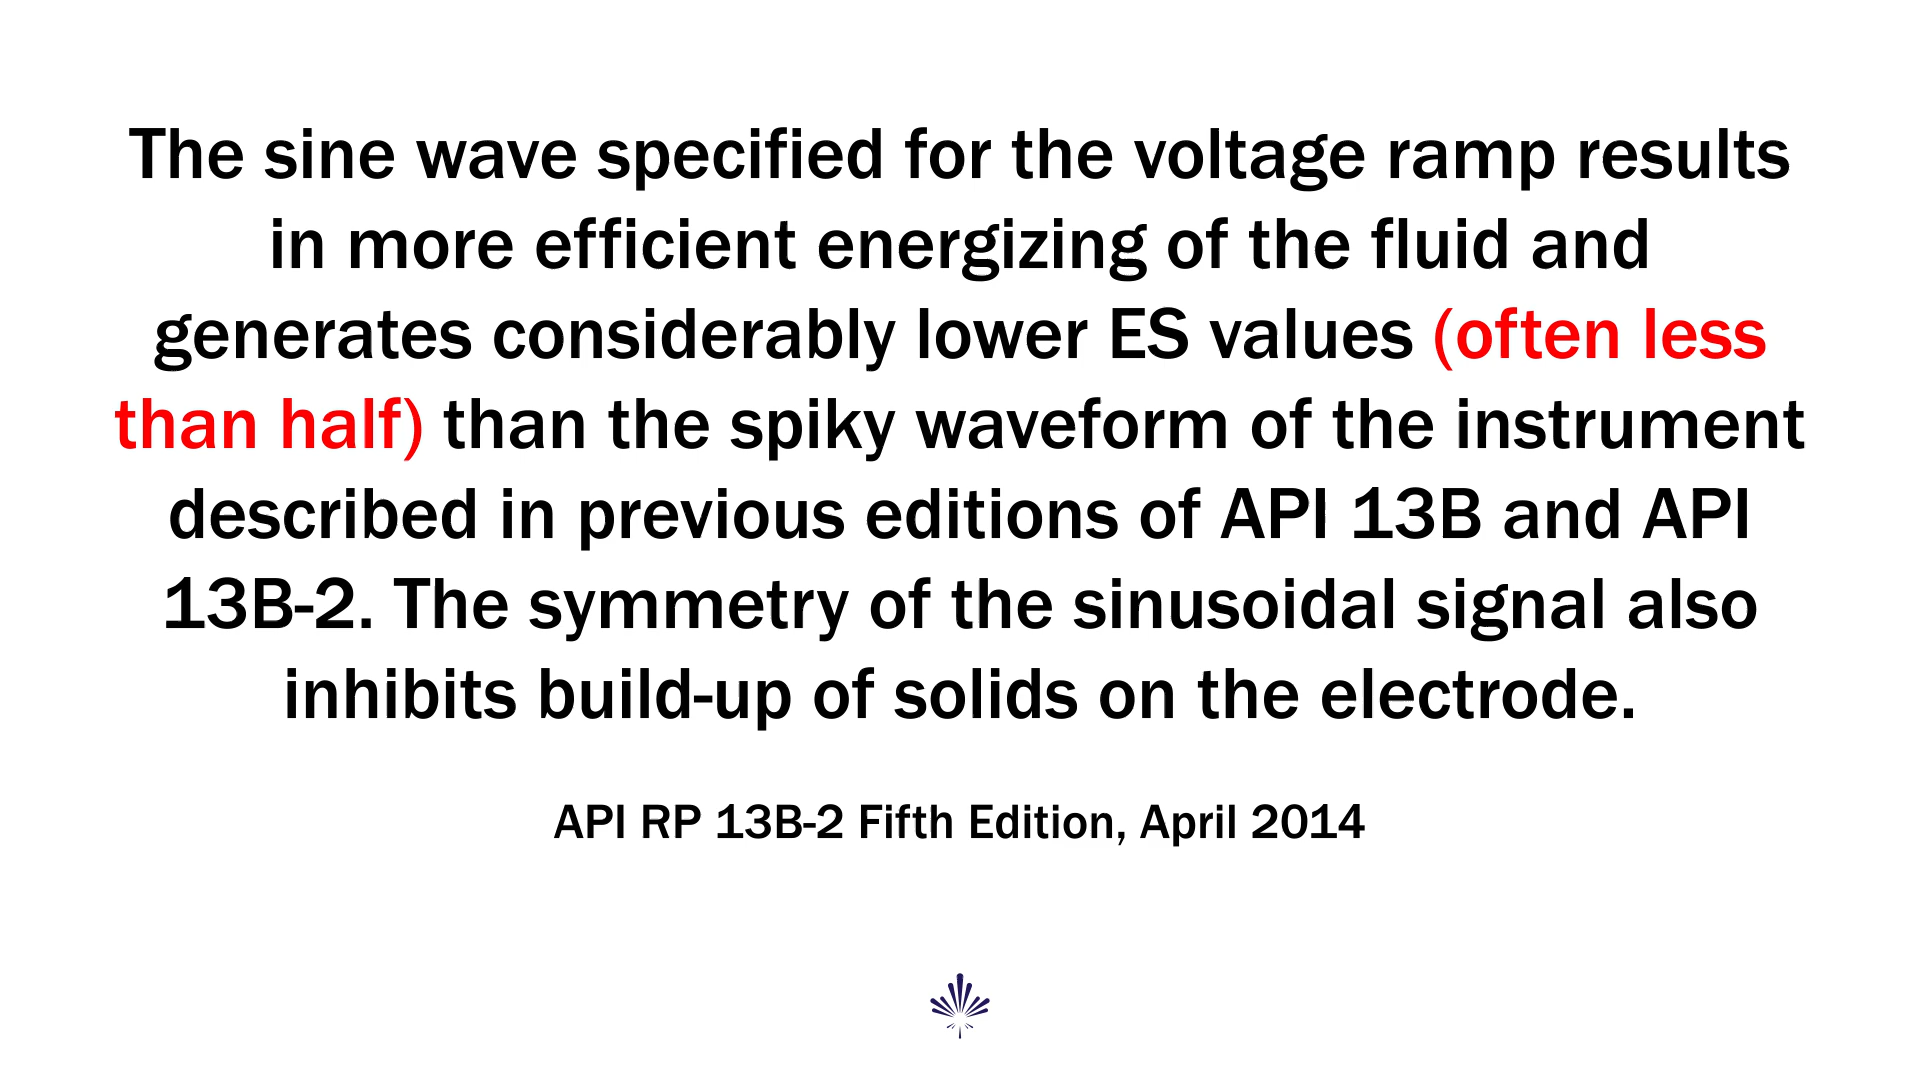 The sine wave specified for the voltage ramp results
in more efficient energizing of the fluid and
generates considerably lower ES values (often less
than half) than the spiky waveform of the instrument
described in previous editions of API 13B and API
13B-2. The symmetry of the sinusoidal signal also
inhibits build-up of solids on the electrode.
API RP 13B-2 Fifth Edition, April 2014